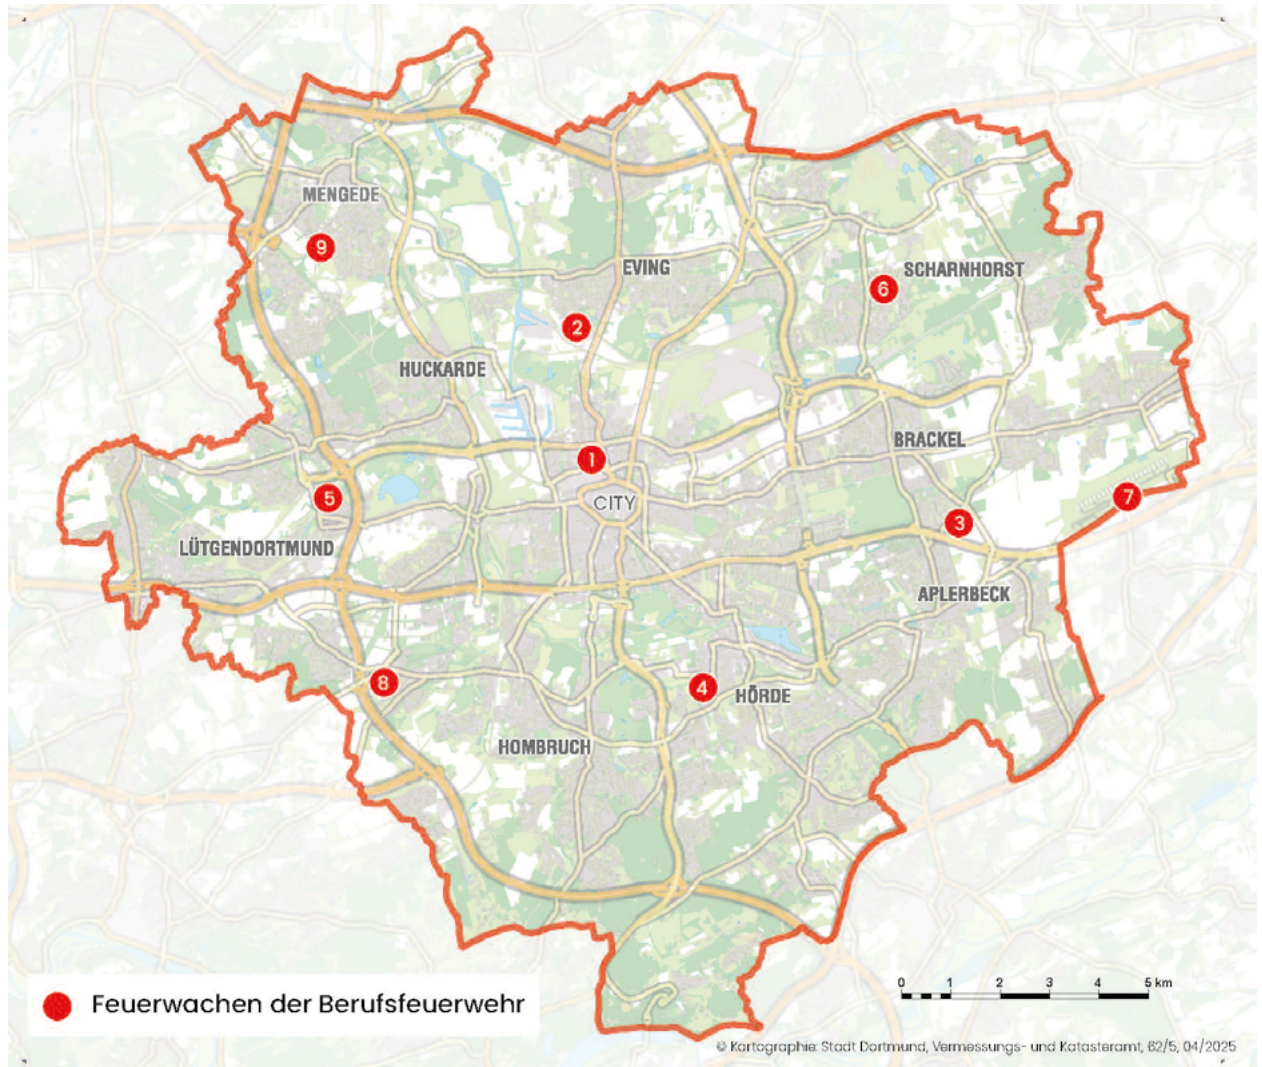 MENGEDE
9
EVING
SCHARNHORST
6
2
HUCKARDE
BRACKEL
1
CITY
5
7
3
LÜTGENDORTMUND
APLERBECK
8
4
HÖRDE
HOMBRUCH
0 1 2 3 4 5 km
Feuerwachen der Berufsfeuerwehr
© Kartographie: Stadt Dortmund, Vermessungs- und Katasteramt, 62/5, 04/2025